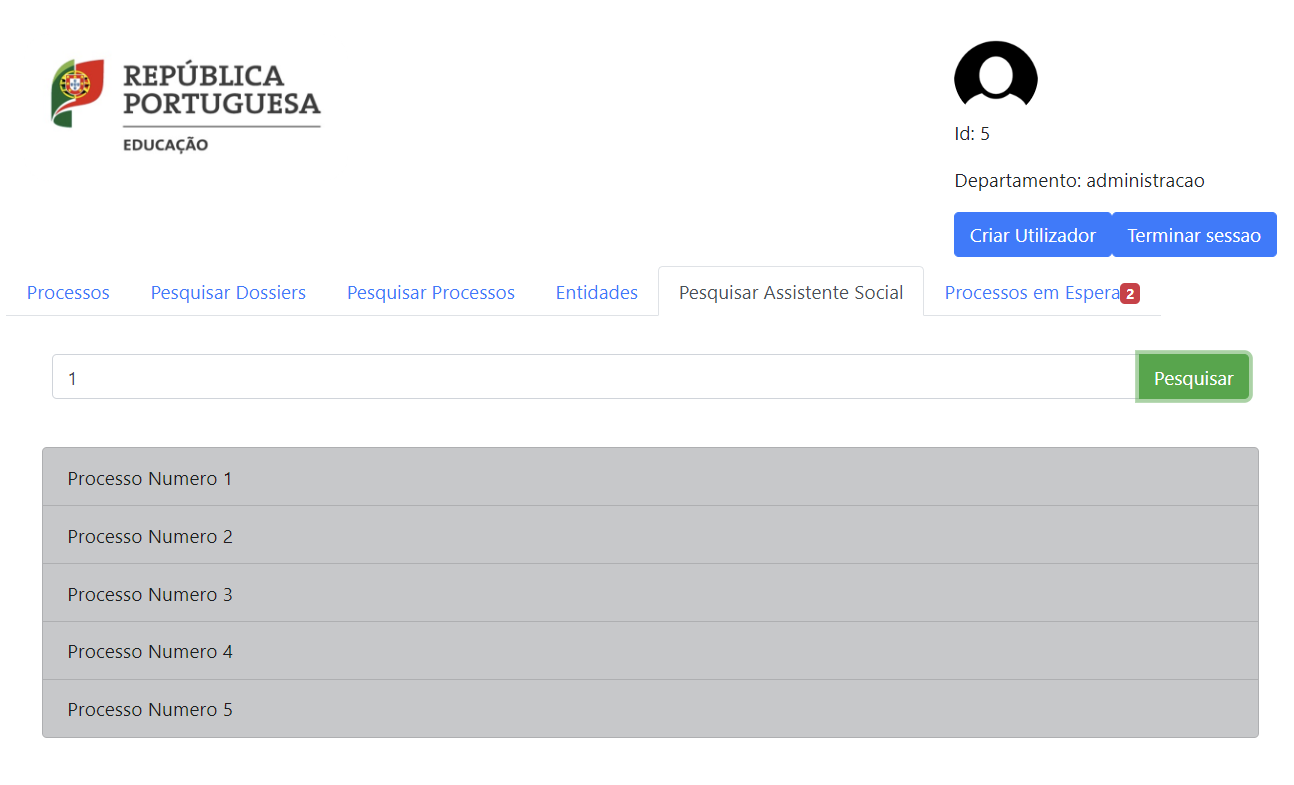 REPÚBLICA
PORTUGUESA
EDUCAÇÃO
Id: 5
Departamento: administracao
Criar Utilizador Terminar sessao
Processos Pesquisar Dossiers Pesquisar Processos Entidades Pesquisar Assistente Social Processos em Espera 2
1 Pesquisar
Processo Numero 1
Processo Numero 2
Processo Numero 3
Processo Numero 4
Processo Numero 5